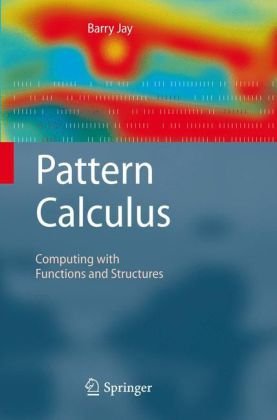 Barry Jay
Pattern
Calculus
Computing with
Functions and Structures
Springer